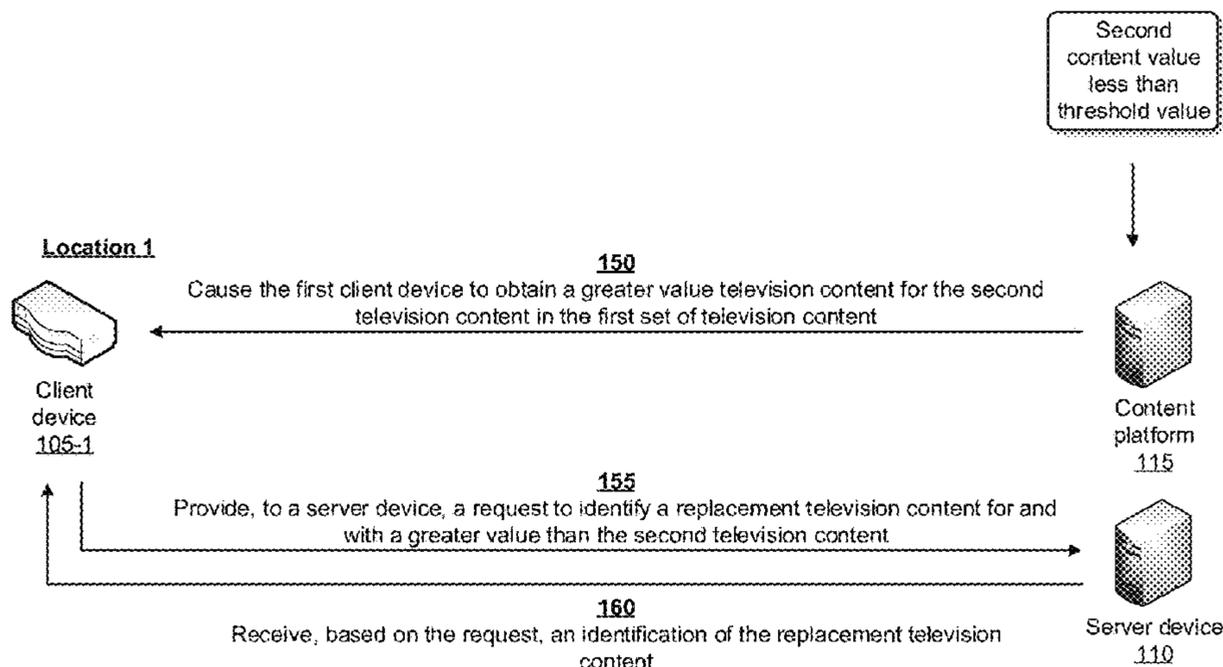 Second
content value
less than
threshold value
Location 1
150
Cause the first client device to obtain a greater value television content for the second
television content in the first set of television content
Client
device
105-1
Content
platform
115
155
Provide, to a server device, a request to identify a replacement television content for and
with a greater value than the second television content
160
Receive, based on the request, an identification of the replacement television
content
Server device
110